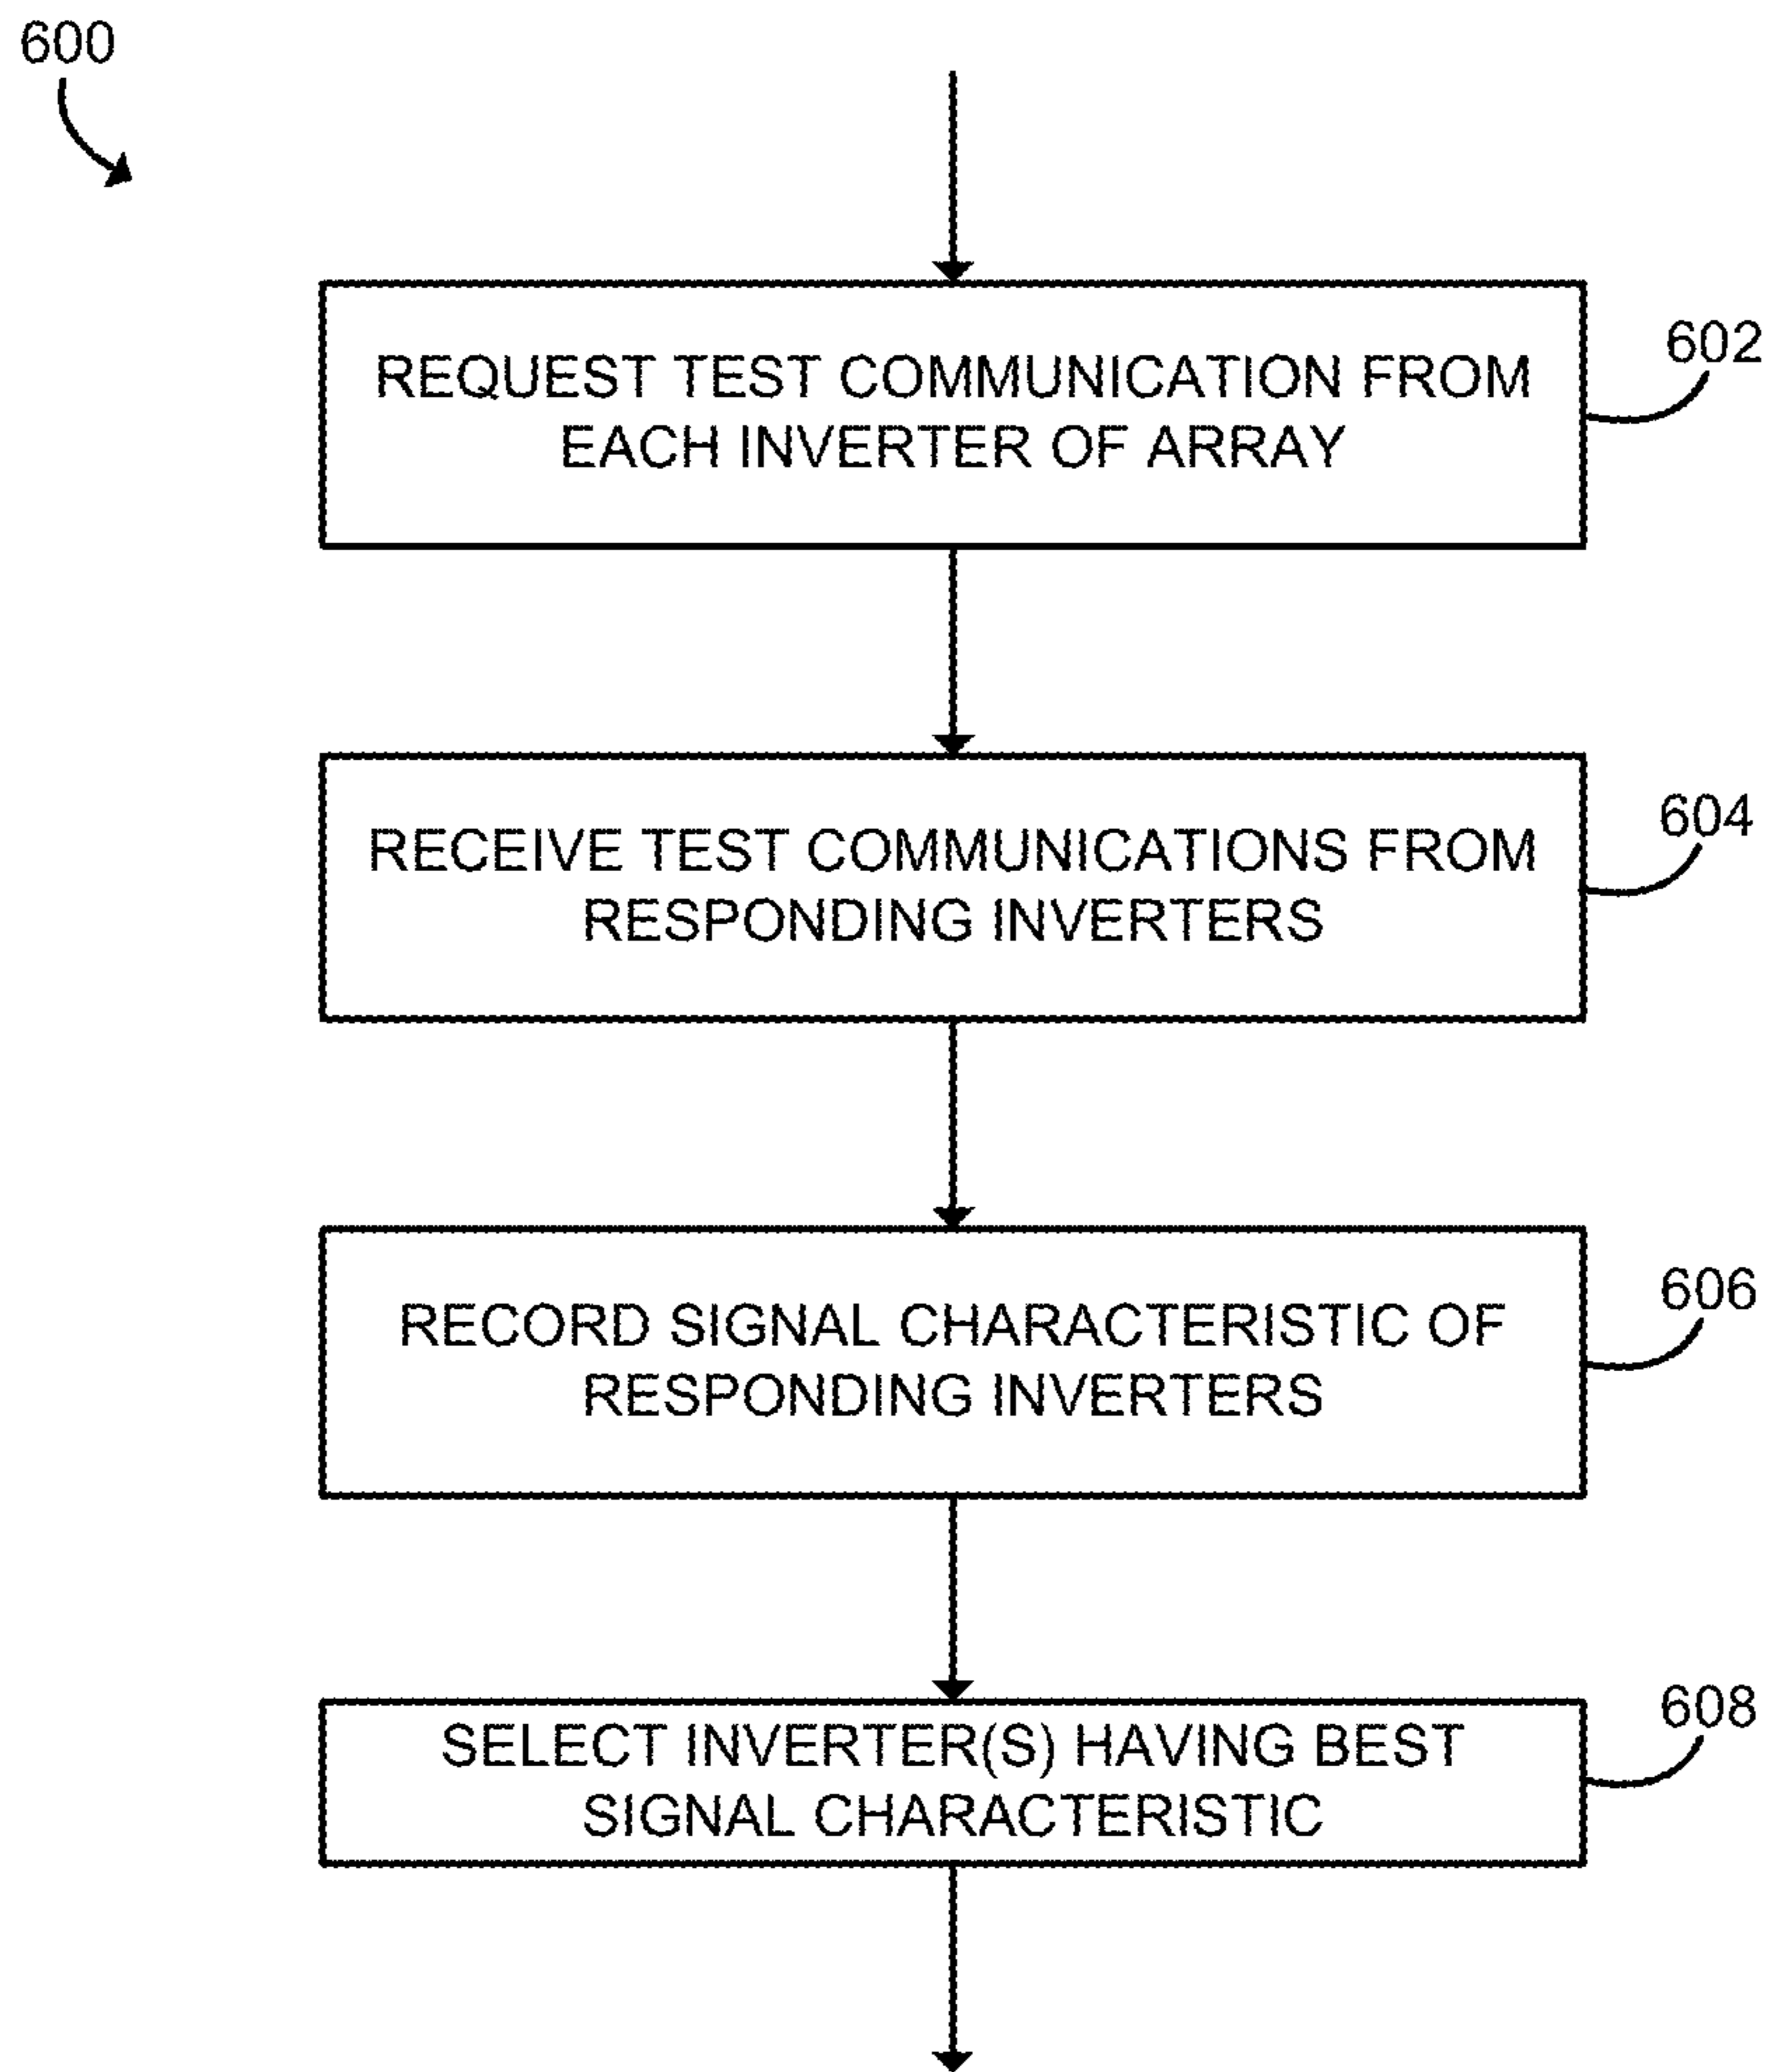 600
REQUEST TEST COMMUNICATION FROM
EACH INVERTER OF ARRAY
602
RECEIVE TEST COMMUNICATIONS FROM
RESPONDING INVERTERS
604
RECORD SIGNAL CHARACTERISTIC OF
RESPONDING INVERTERS
606
SELECT INVERTER(S) HAVING BEST
SIGNAL CHARACTERISTIC
608